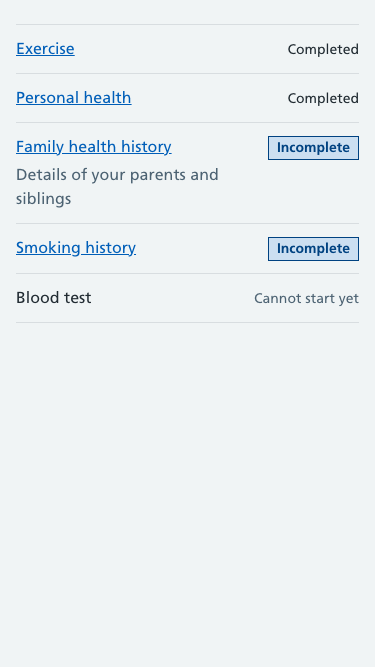 Exercise Completed
Personal health Completed
Family health history Incomplete
Details of your parents and
siblings
Smoking history Incomplete
Blood test Cannot start yet